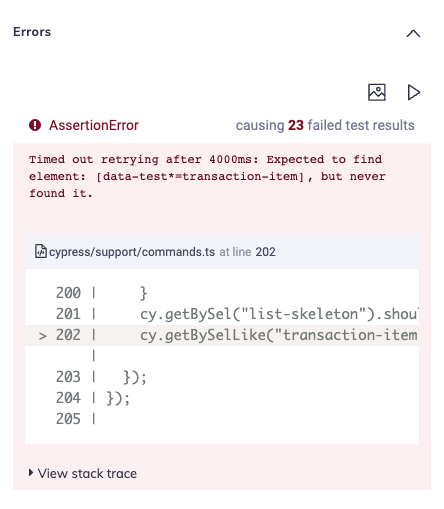 Errors
AssertionError
causing 23 failed test results
Timed out retrying after 4000ms: Expected to find
element: [data-test*=transaction-item], but never
found it.
cypress/support/commands.ts at line 202
200 | }
201 | cy.getBySel("list-skeleton").shou
> 202 | cy.getBySelLike("transaction-item
|
203 | });
204 | });
205 |
View stack trace